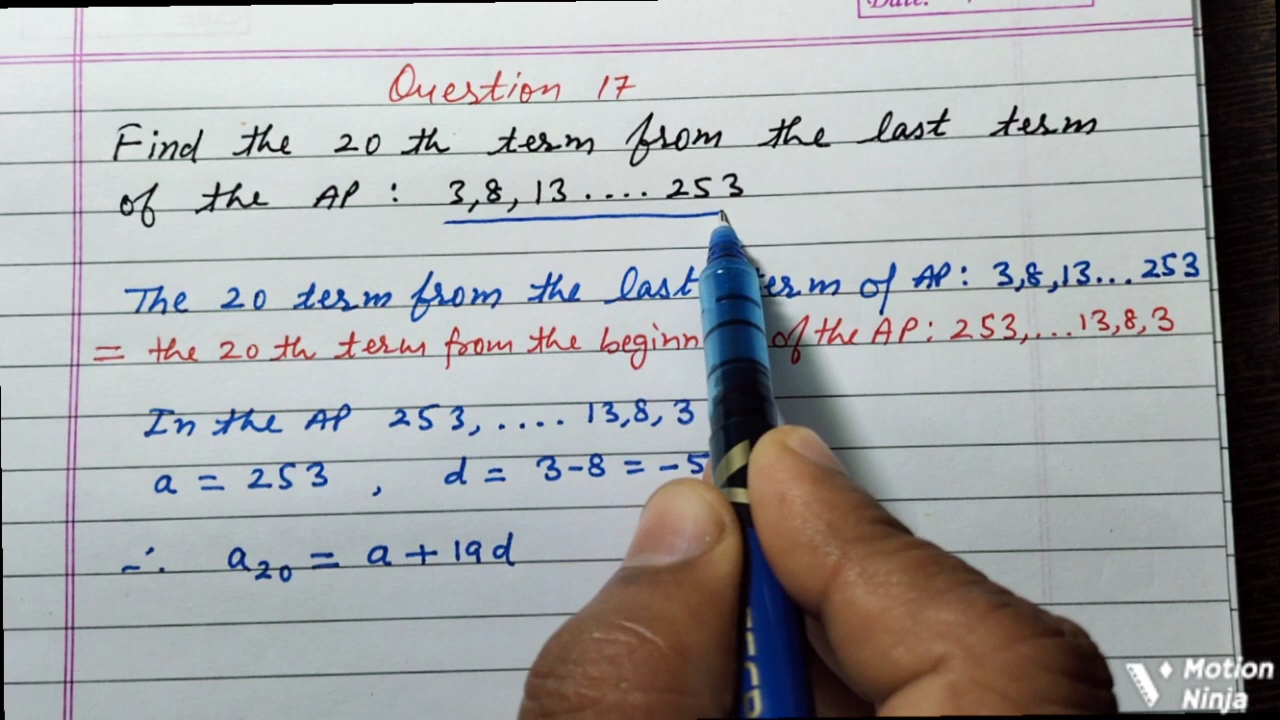 Date:
Question 17
Find the 20 th term from the last term
of the AP : 3,8,13....253
The 20 term from the last term of AP: 3,8,13...253
= the 20 th term from the of the AP: 253,...13,8,3
In the AP 253,....13,8,3
a = 253 , d = 3-8 = -5
∴ a₂₀ = a + 19d
Motion
Ninja